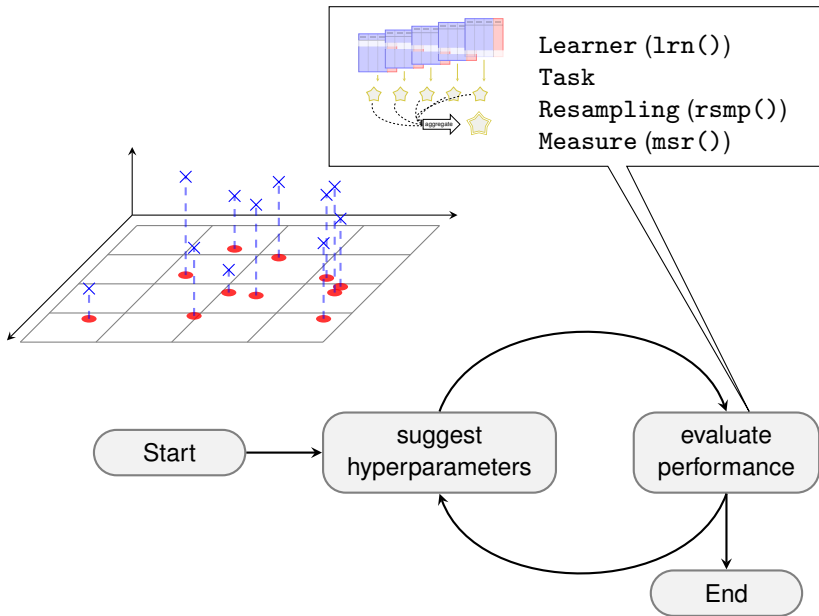 Learner (lrn())
Task
Resampling (rsmp())
Measure (msr())
aggregate
suggest
hyperparameters
evaluate
performance
Start
End